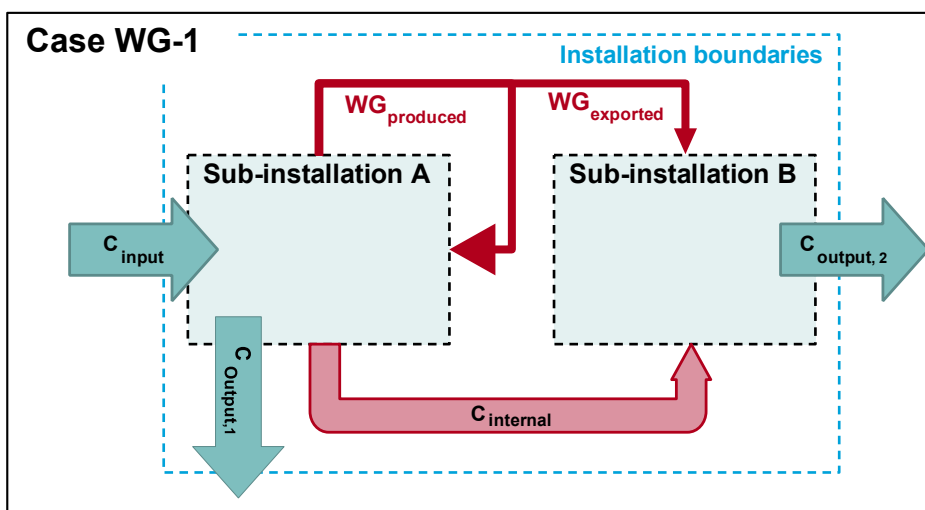 Case WG-1
Installation boundaries
WGproduced
WGexported
Sub-installation A
Sub-installation B
Cinput
Coutput, 2
COutput,1
Cinternal